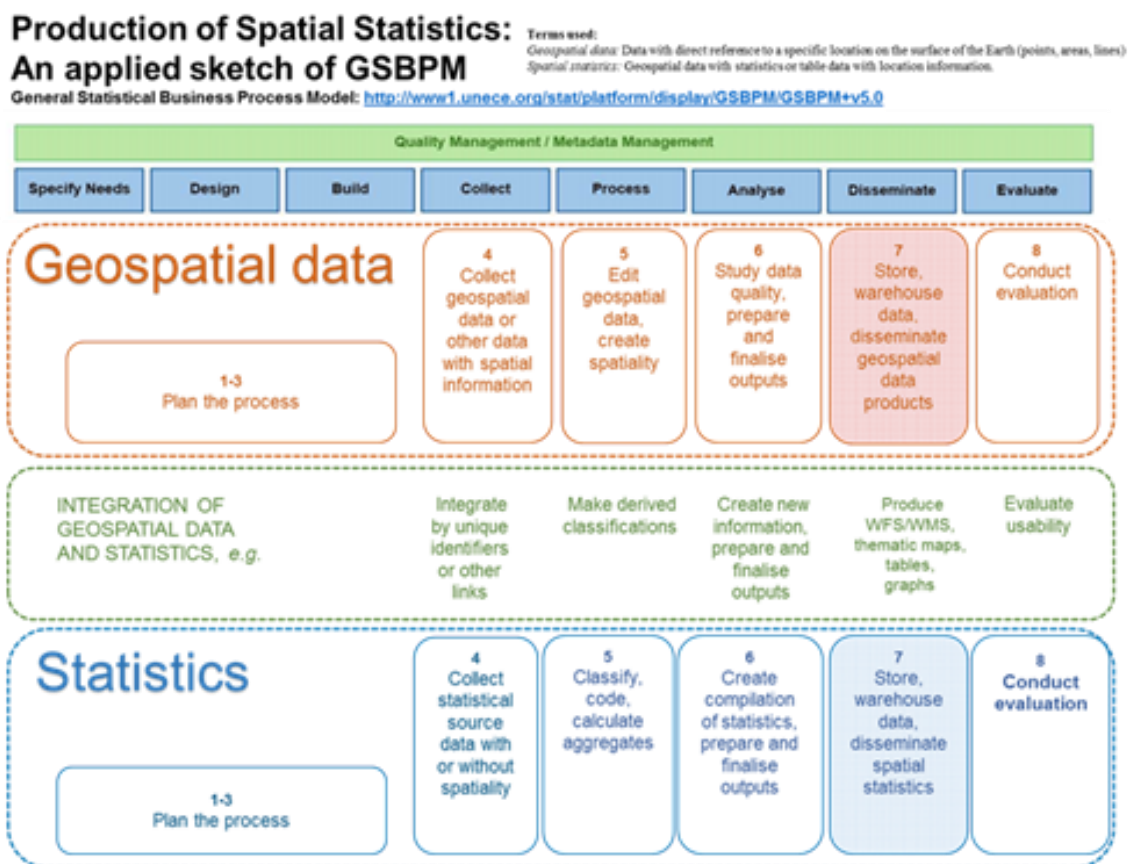 Production of Spatial Statistics:
An applied sketch of GSBPM
Terms used:
Geospatial data: Data with direct reference to a specific location on the surface of the Earth (points, areas, lines)
Spatial statistics: Geospatial data with statistics or table data with location information.
General Statistical Business Process Model: http://www1.unece.org/stat/platform/display/GSBPM/GSBPM+v5.0
Quality Management / Metadata Management
Specify Needs
Design
Build
Collect
Process
Analyse
Disseminate
Evaluate
Geospatial data
1-3
Plan the process
4
Collect
geospatial
data or
other data
with spatial
information
5
Edit
geospatial
data,
create
spatiality
6
Study data
quality,
prepare
and
finalise
outputs
7
Store,
warehouse
data,
disseminate
geospatial
data
products
8
Conduct
evaluation
INTEGRATION OF
GEOSPATIAL DATA
AND STATISTICS, e.g.
Integrate
by unique
identifiers
or other
links
Make derived
classifications
Create new
information,
prepare and
finalise
outputs
Produce
WFS/WMS,
thematic maps,
tables,
graphs
Evaluate
usability
Statistics
1-3
Plan the process
4
Collect
statistical
source
data with
or without
spatiality
5
Classify,
code,
calculate
aggregates
6
Create
compilation
of statistics,
prepare and
finalise
outputs
7
Store,
warehouse
data,
disseminate
spatial
statistics
8
Conduct
evaluation